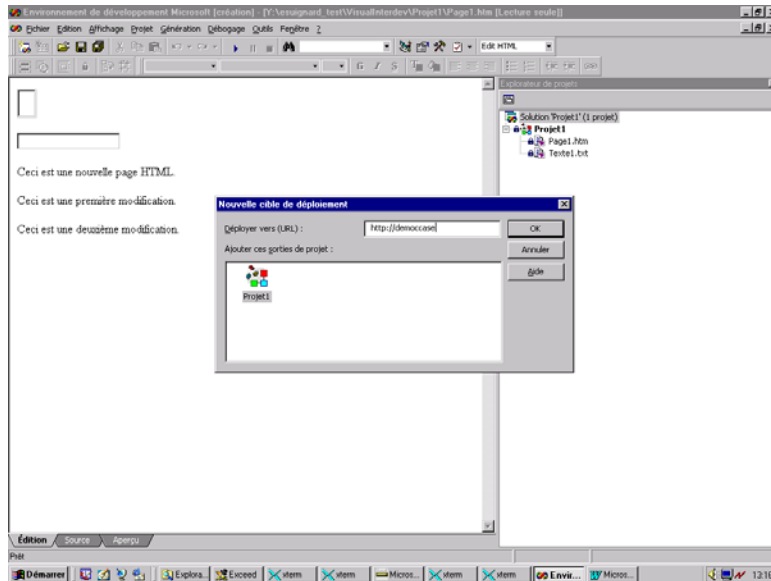 Environnement de développement Microsoft [création] - [Y:\esuignard_test\VisualInterdev\Projet1\Page1.htm [Lecture seule]]
Fichier Edition Affichage Projet Génération Débogage Outils Fenêtre ?
Edit HTML
G I S
Explorateur de projets
Solution 'Projet1' (1 projet)
Projet1
Page1.htm
Texte1.txt
Ceci est une nouvelle page HTML.
Ceci est une première modification.
Ceci est une deuxième modification.
Nouvelle cible de déploiement
Déployer vers (URL) :
http://democcase
OK
Ajouter ces sorties de projet :
Annuler
Aide
Projet1
Édition Source Aperçu
Prêt
Démarrer Explora... Exceed xterm xterm Micros... xterm xterm Envir... Micros... 13:16